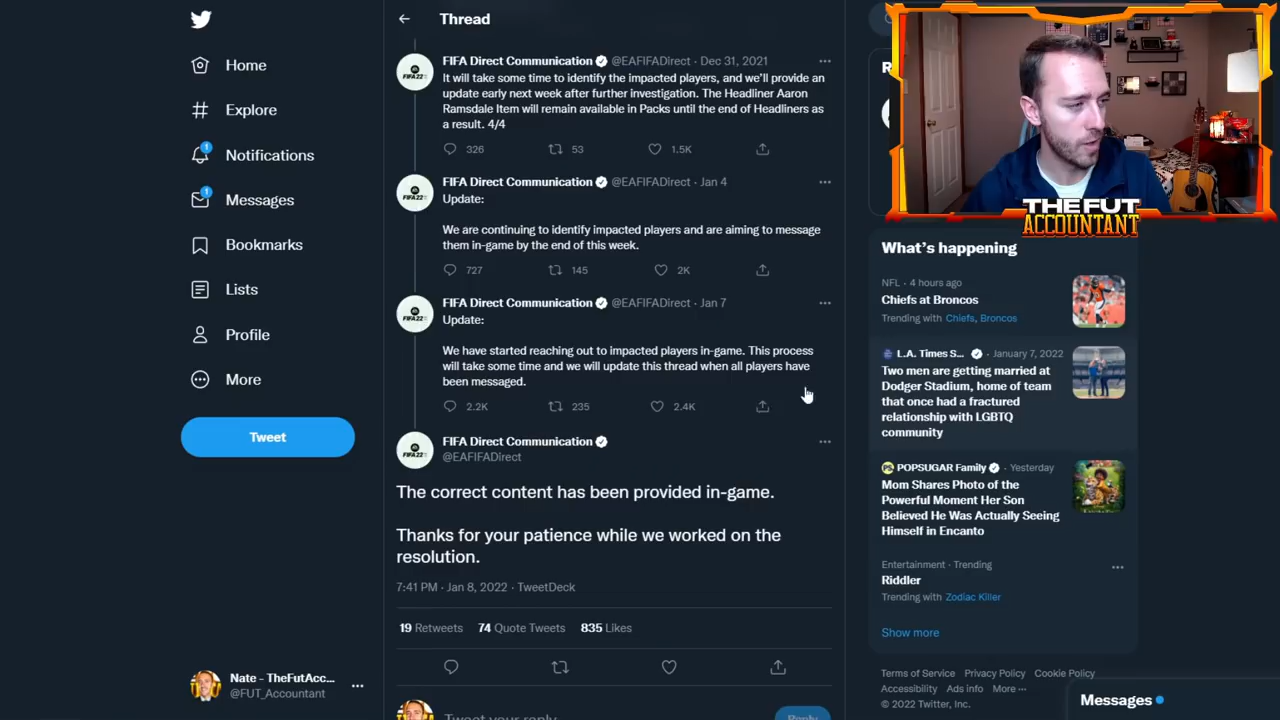 Home
Explore
1
Notifications
1
Messages
Bookmarks
Lists
Profile
More
Tweet
Nate - TheFutAcc...
@FUT_Accountant
Thread
FIFA Direct Communication @EAFIFADirect · Dec 31, 2021
It will take some time to identify the impacted players, and we'll provide an
update early next week after further investigation. The Headliner Aaron
Ramsdale Item will remain available in Packs until the end of Headliners as
a result. 4/4
326 53 1.5K
FIFA Direct Communication @EAFIFADirect · Jan 4
Update:
We are continuing to identify impacted players and are aiming to message
them in-game by the end of this week.
727 145 2K
FIFA Direct Communication @EAFIFADirect · Jan 7
Update:
We have started reaching out to impacted players in-game. This process
will take some time and we will update this thread when all players have
been messaged.
2.2K 235 2.4K
FIFA Direct Communication
@EAFIFADirect
The correct content has been provided in-game.
Thanks for your patience while we worked on the
resolution.
7:41 PM · Jan 8, 2022 · TweetDeck
19 Retweets 74 Quote Tweets 835 Likes
Tweet your reply
Reply
THE FUT
ACCOUNTANT
What's happening
NFL · 4 hours ago
Chiefs at Broncos
Trending with Chiefs, Broncos
L.A. Times S... · January 7, 2022
Two men are getting married at
Dodger Stadium, home of team
that once had a fractured
relationship with LGBTQ
community
POPSUGAR Family · Yesterday
Mom Shares Photo of the
Powerful Moment Her Son
Believed He Was Actually Seeing
Himself in Encanto
Entertainment · Trending
Riddler
Trending with Zodiac Killer
Show more
Terms of Service Privacy Policy Cookie Policy
Accessibility Ads info More ···
© 2022 Twitter, Inc.
Messages